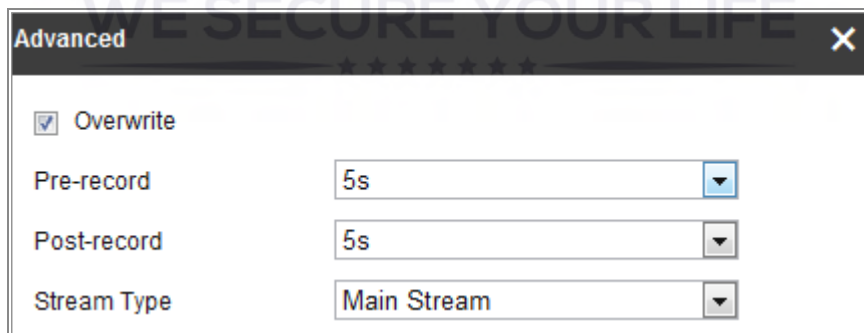 WE SECURE YOUR LIFE
Advanced
Overwrite
Pre-record 5s
Post-record 5s
Stream Type Main Stream